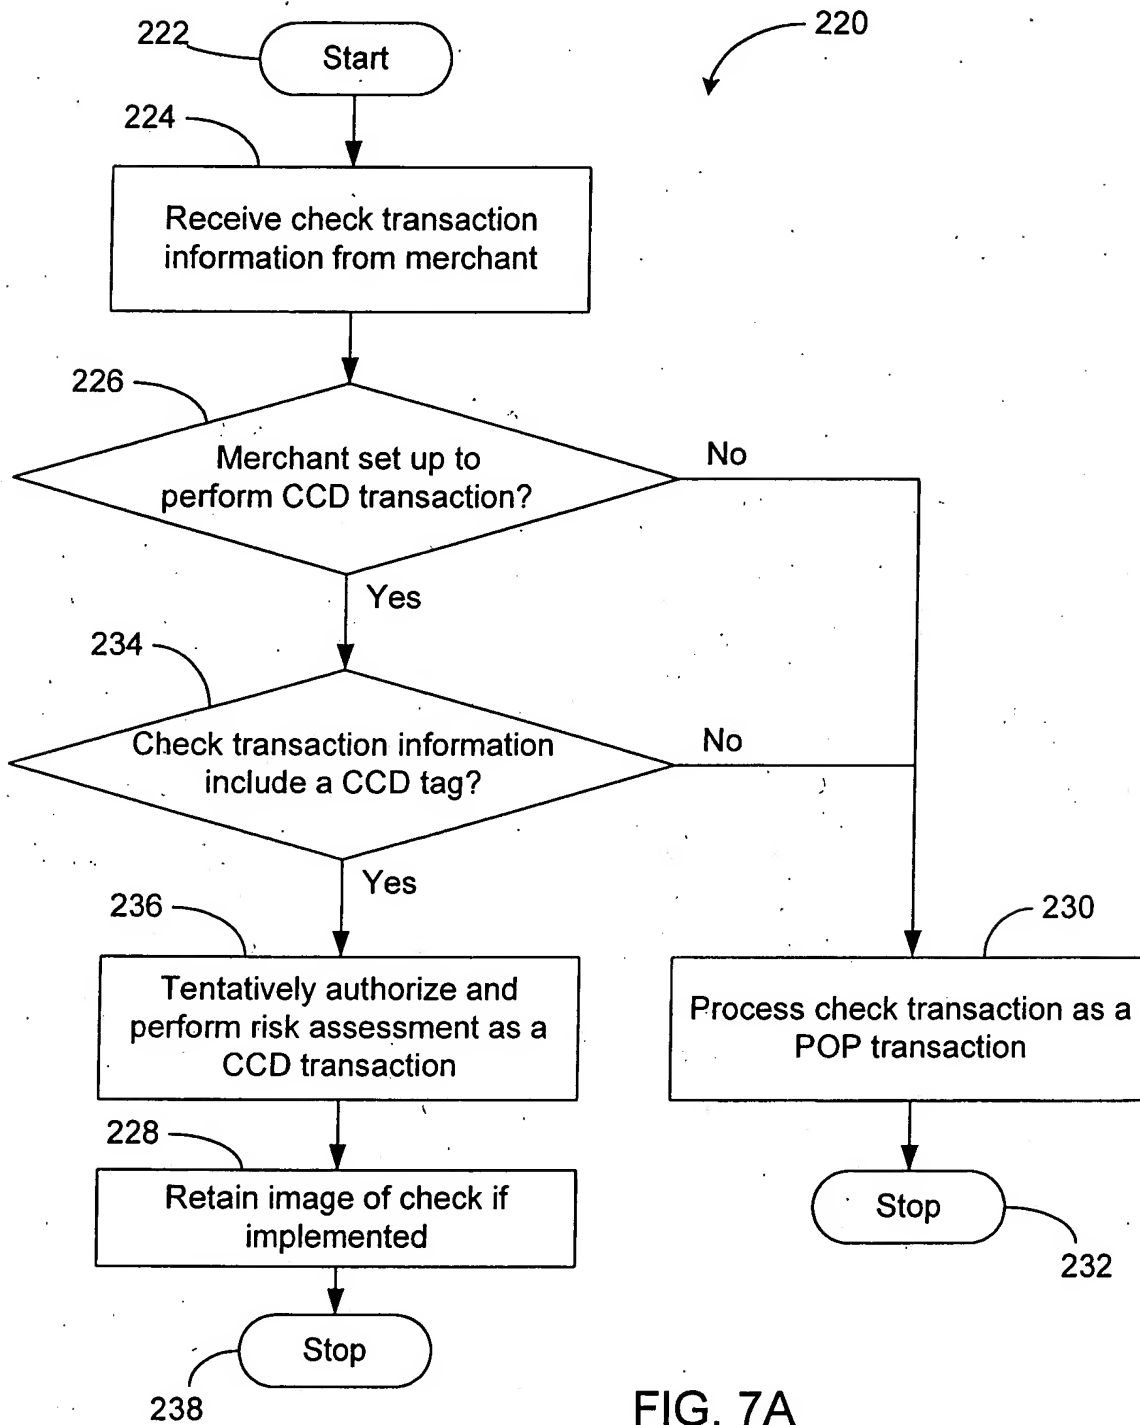 222
Start
220
224
Receive check transaction
information from merchant
226
Merchant set up to
perform CCD transaction?
No
Yes
234
Check transaction information
include a CCD tag?
No
Yes
236
Tentatively authorize and
perform risk assessment as a
CCD transaction
230
Process check transaction as a
POP transaction
228
Retain image of check if
implemented
Stop
232
Stop
238
FIG. 7A